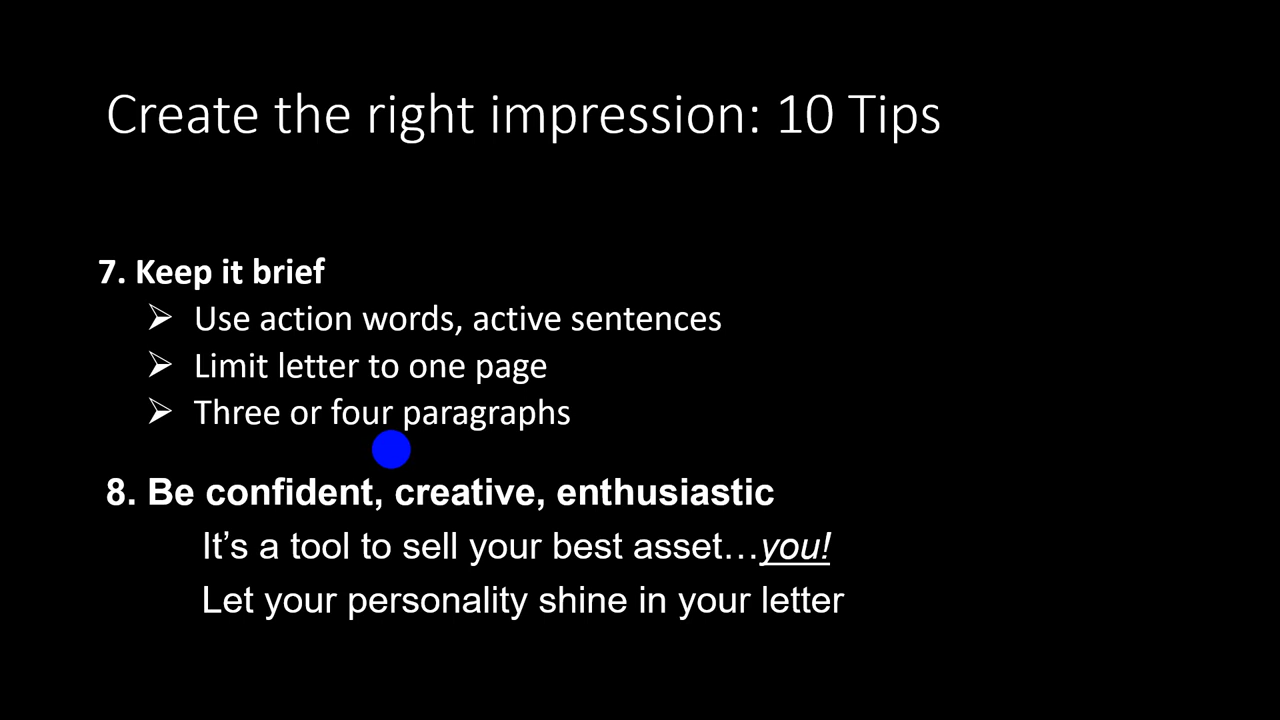 Create the right impression: 10 Tips
7. Keep it brief
➢ Use action words, active sentences
➢ Limit letter to one page
➢ Three or four paragraphs
8. Be confident, creative, enthusiastic
It’s a tool to sell your best asset…you!
Let your personality shine in your letter